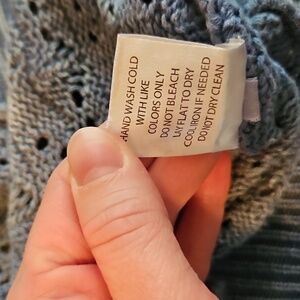 HAND WASH COLD
WITH LIKE
COLORS ONLY
DO NOT BLEACH
LAY FLAT TO DRY
COOL IRON IF NEEDED
DO NOT DRY CLEAN